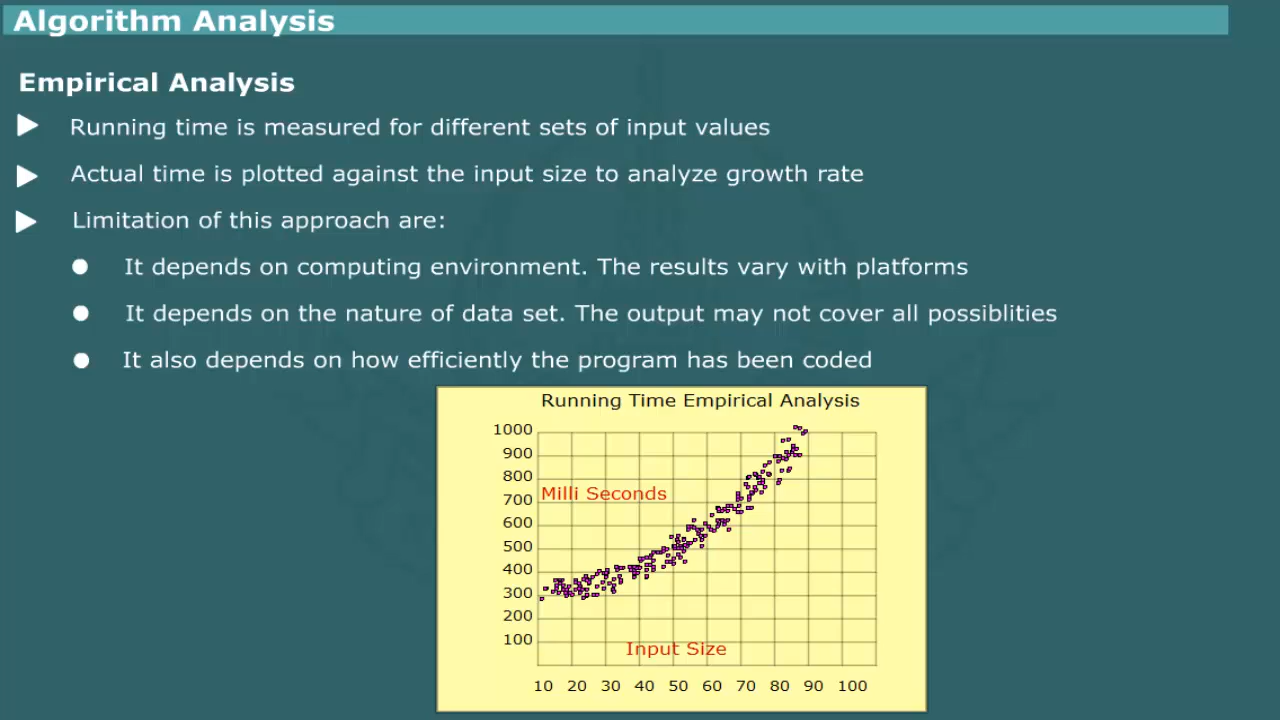 Algorithm Analysis
Empirical Analysis
Running time is measured for different sets of input values
Actual time is plotted against the input size to analyze growth rate
Limitation of this approach are:
It depends on computing environment. The results vary with platforms
It depends on the nature of data set. The output may not cover all possiblities
It also depends on how efficiently the program has been coded
Running Time Empirical Analysis
1000
900
800
Milli Seconds
700
600
500
400
300
200
100
Input Size
10 20 30 40 50 60 70 80 90 100